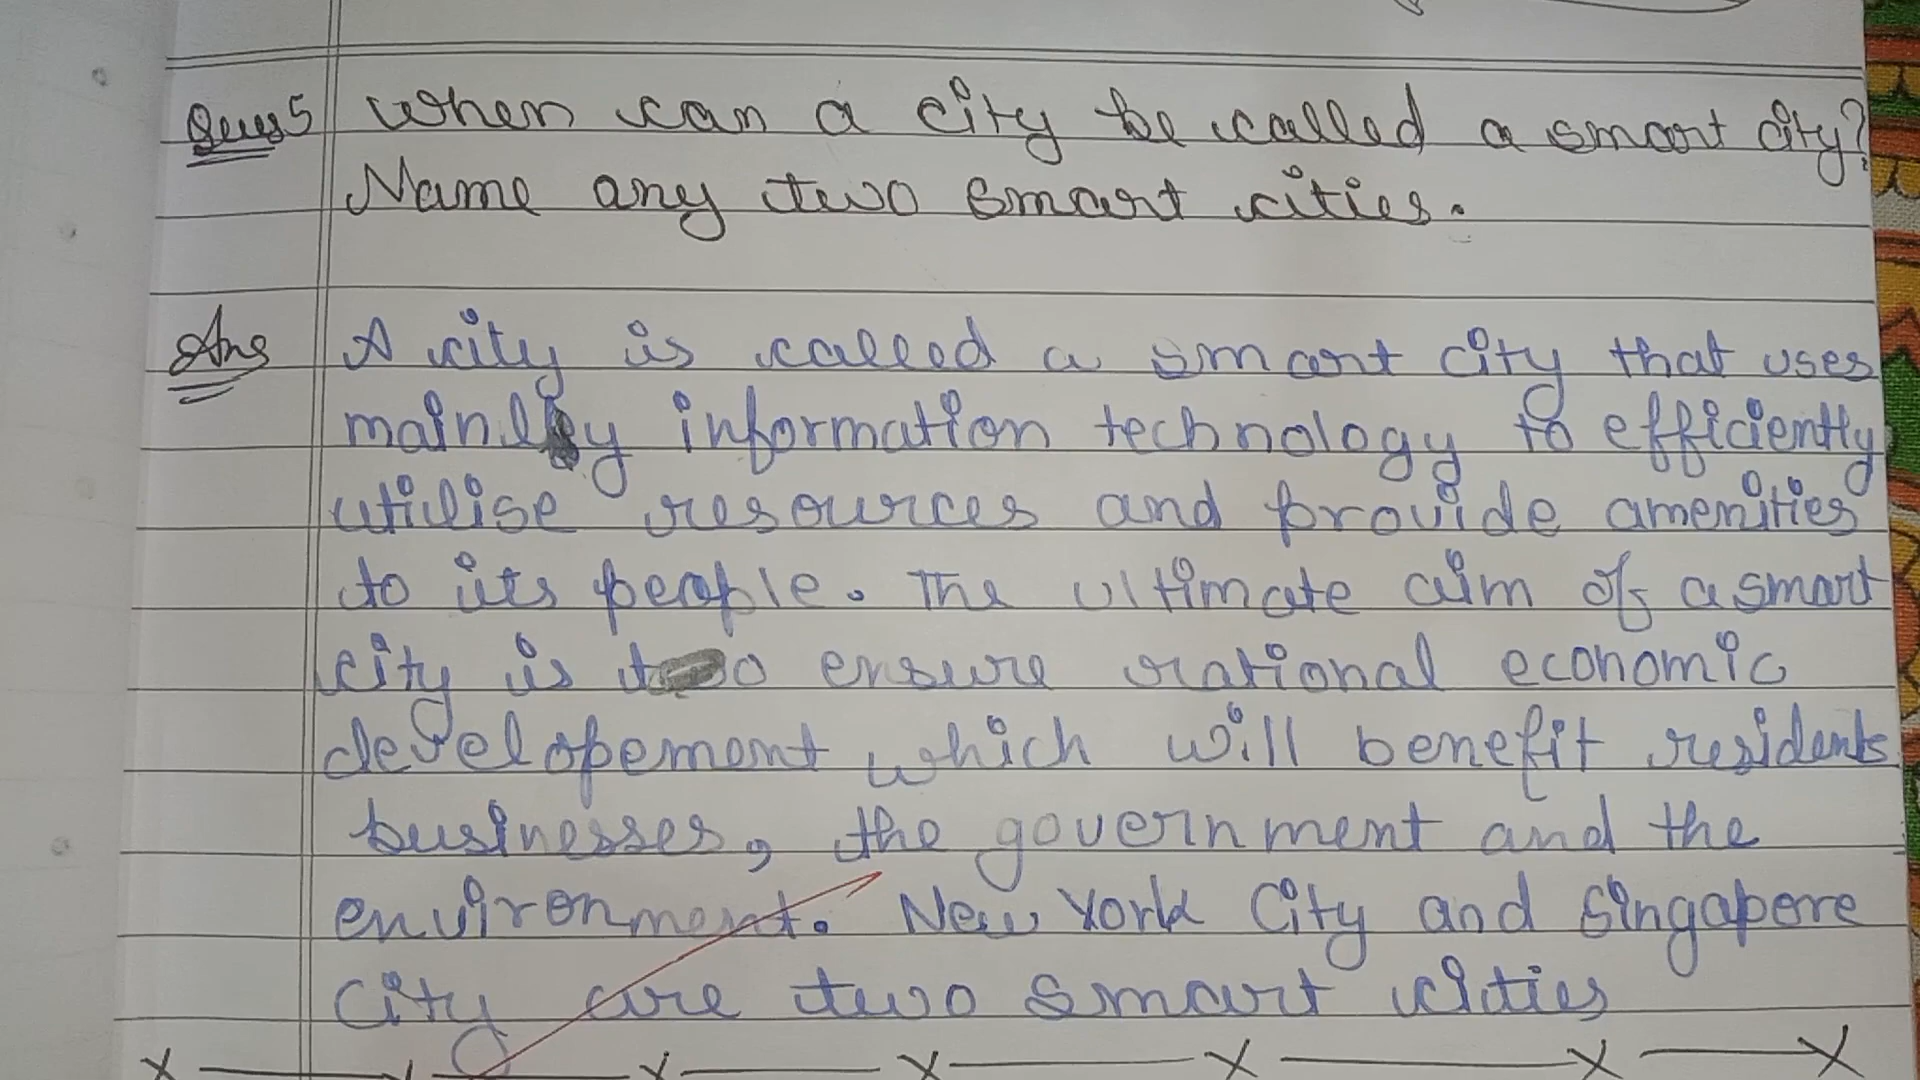 Ques 5 When can a city be called a smart city?
Name any two smart cities.
Ans A city is called a smart city that uses
mainly information technology to efficiently
utilise resources and provide amenities
to its people. The ultimate aim of a smart
city is to ensure rational economic
developement which will benefit residents
businesses, the government and the
environment. New York City and Singapore
City are two smart cities
x — x — x — x — x — x — x